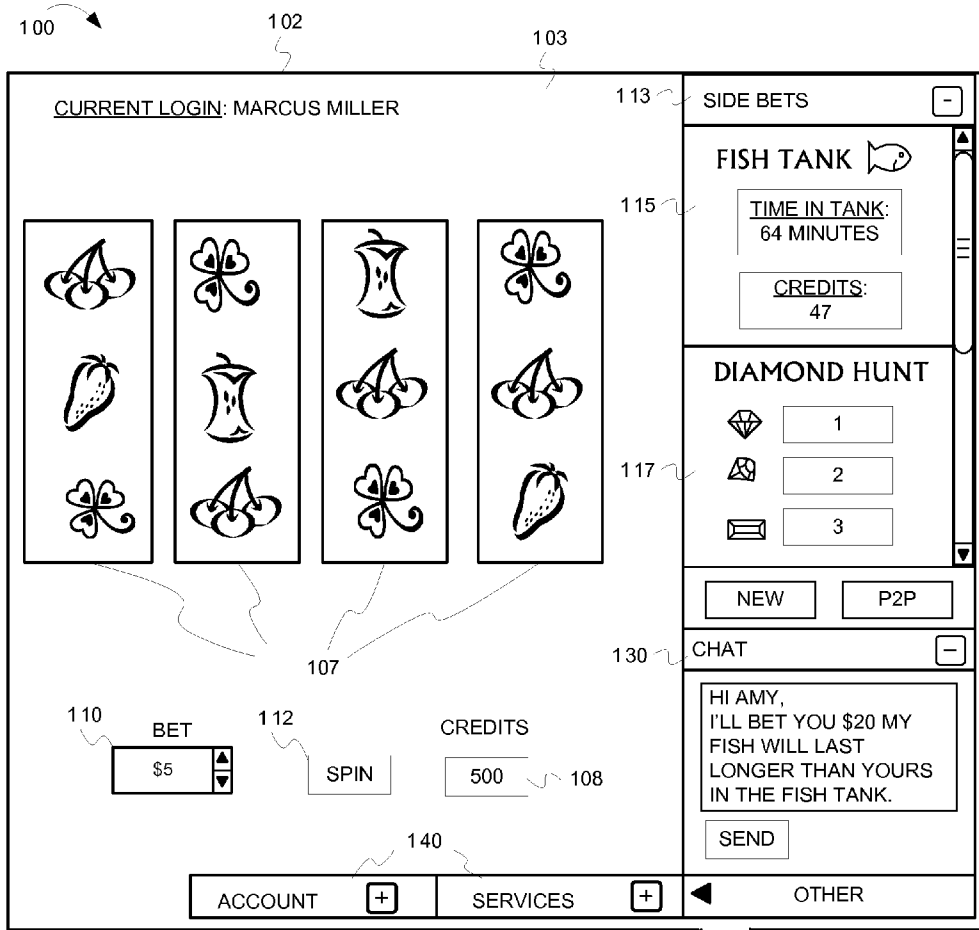 100
102
103
CURRENT LOGIN: MARCUS MILLER
113
SIDE BETS
-
FISH TANK
115
TIME IN TANK:
64 MINUTES
CREDITS:
47
DIAMOND HUNT
1
117
2
3
NEW
P2P
107
130
CHAT
-
HI AMY,
I'LL BET YOU $20 MY
FISH WILL LAST
LONGER THAN YOURS
IN THE FISH TANK.
SEND
110
BET
$5
112
SPIN
CREDITS
500
108
140
ACCOUNT +
SERVICES +
OTHER